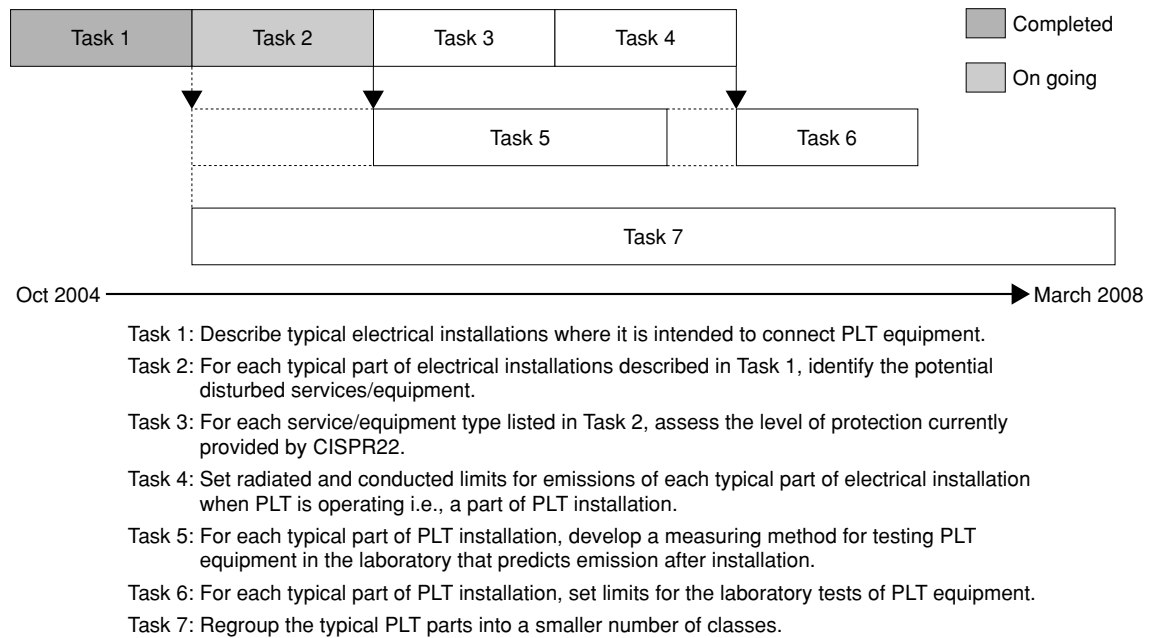 Task 1
Task 2
Task 3
Task 4
Completed
On going
Task 5
Task 6
Task 7
Oct 2004
March 2008
Task 1: Describe typical electrical installations where it is intended to connect PLT equipment.
Task 2: For each typical part of electrical installations described in Task 1, identify the potential
disturbed services/equipment.
Task 3: For each service/equipment type listed in Task 2, assess the level of protection currently
provided by CISPR22.
Task 4: Set radiated and conducted limits for emissions of each typical part of electrical installation
when PLT is operating i.e., a part of PLT installation.
Task 5: For each typical part of PLT installation, develop a measuring method for testing PLT
equipment in the laboratory that predicts emission after installation.
Task 6: For each typical part of PLT installation, set limits for the laboratory tests of PLT equipment.
Task 7: Regroup the typical PLT parts into a smaller number of classes.